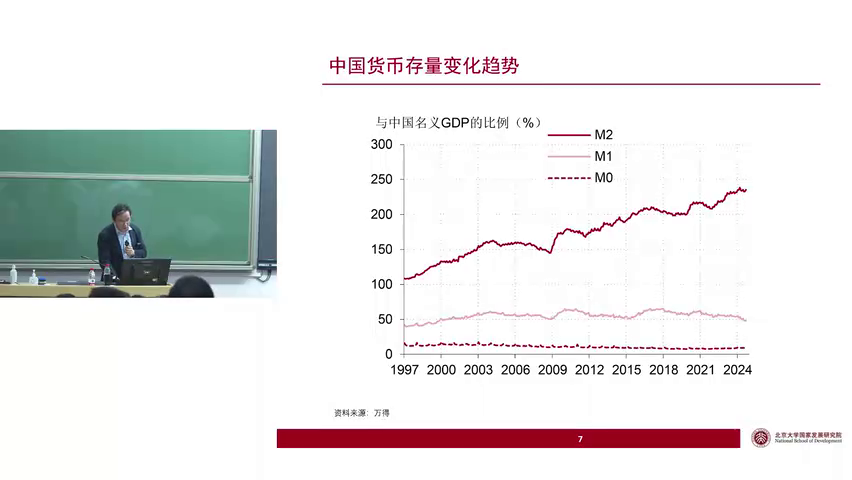 中国货币存量变化趋势
与中国名义GDP的比例（%）
M2
M1
M0
300
250
200
150
100
50
0
1997 2000 2003 2006 2009 2012 2015 2018 2021 2024
资料来源：万得
7
北京大学国家发展研究院
National School of Development